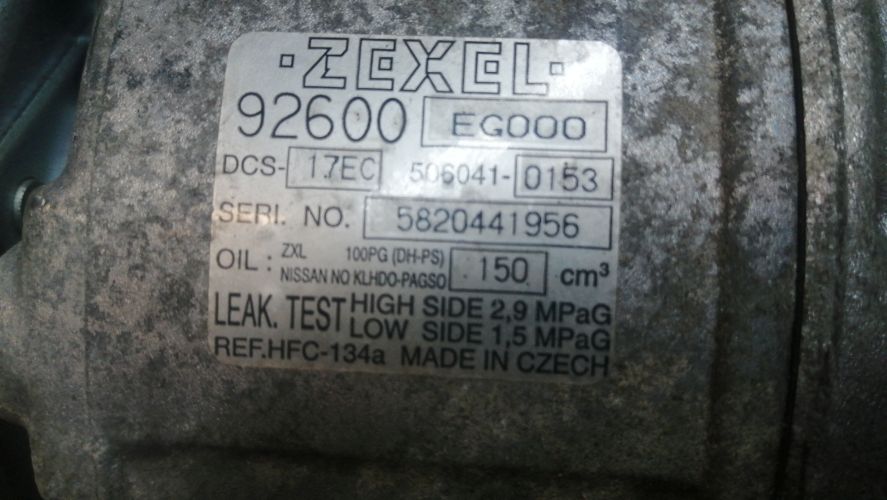 ·ZEXEL·
92600 EG000
DCS- 17EC 506041- 0153
SERI. NO. 5820441956
OIL : ZXL 100PG (DH-PS) 150 cm³
NISSAN NO KLHDO-PAGSO
LEAK. TEST HIGH SIDE 2,9 MPaG
LOW SIDE 1,5 MPaG
REF.HFC-134a MADE IN CZECH